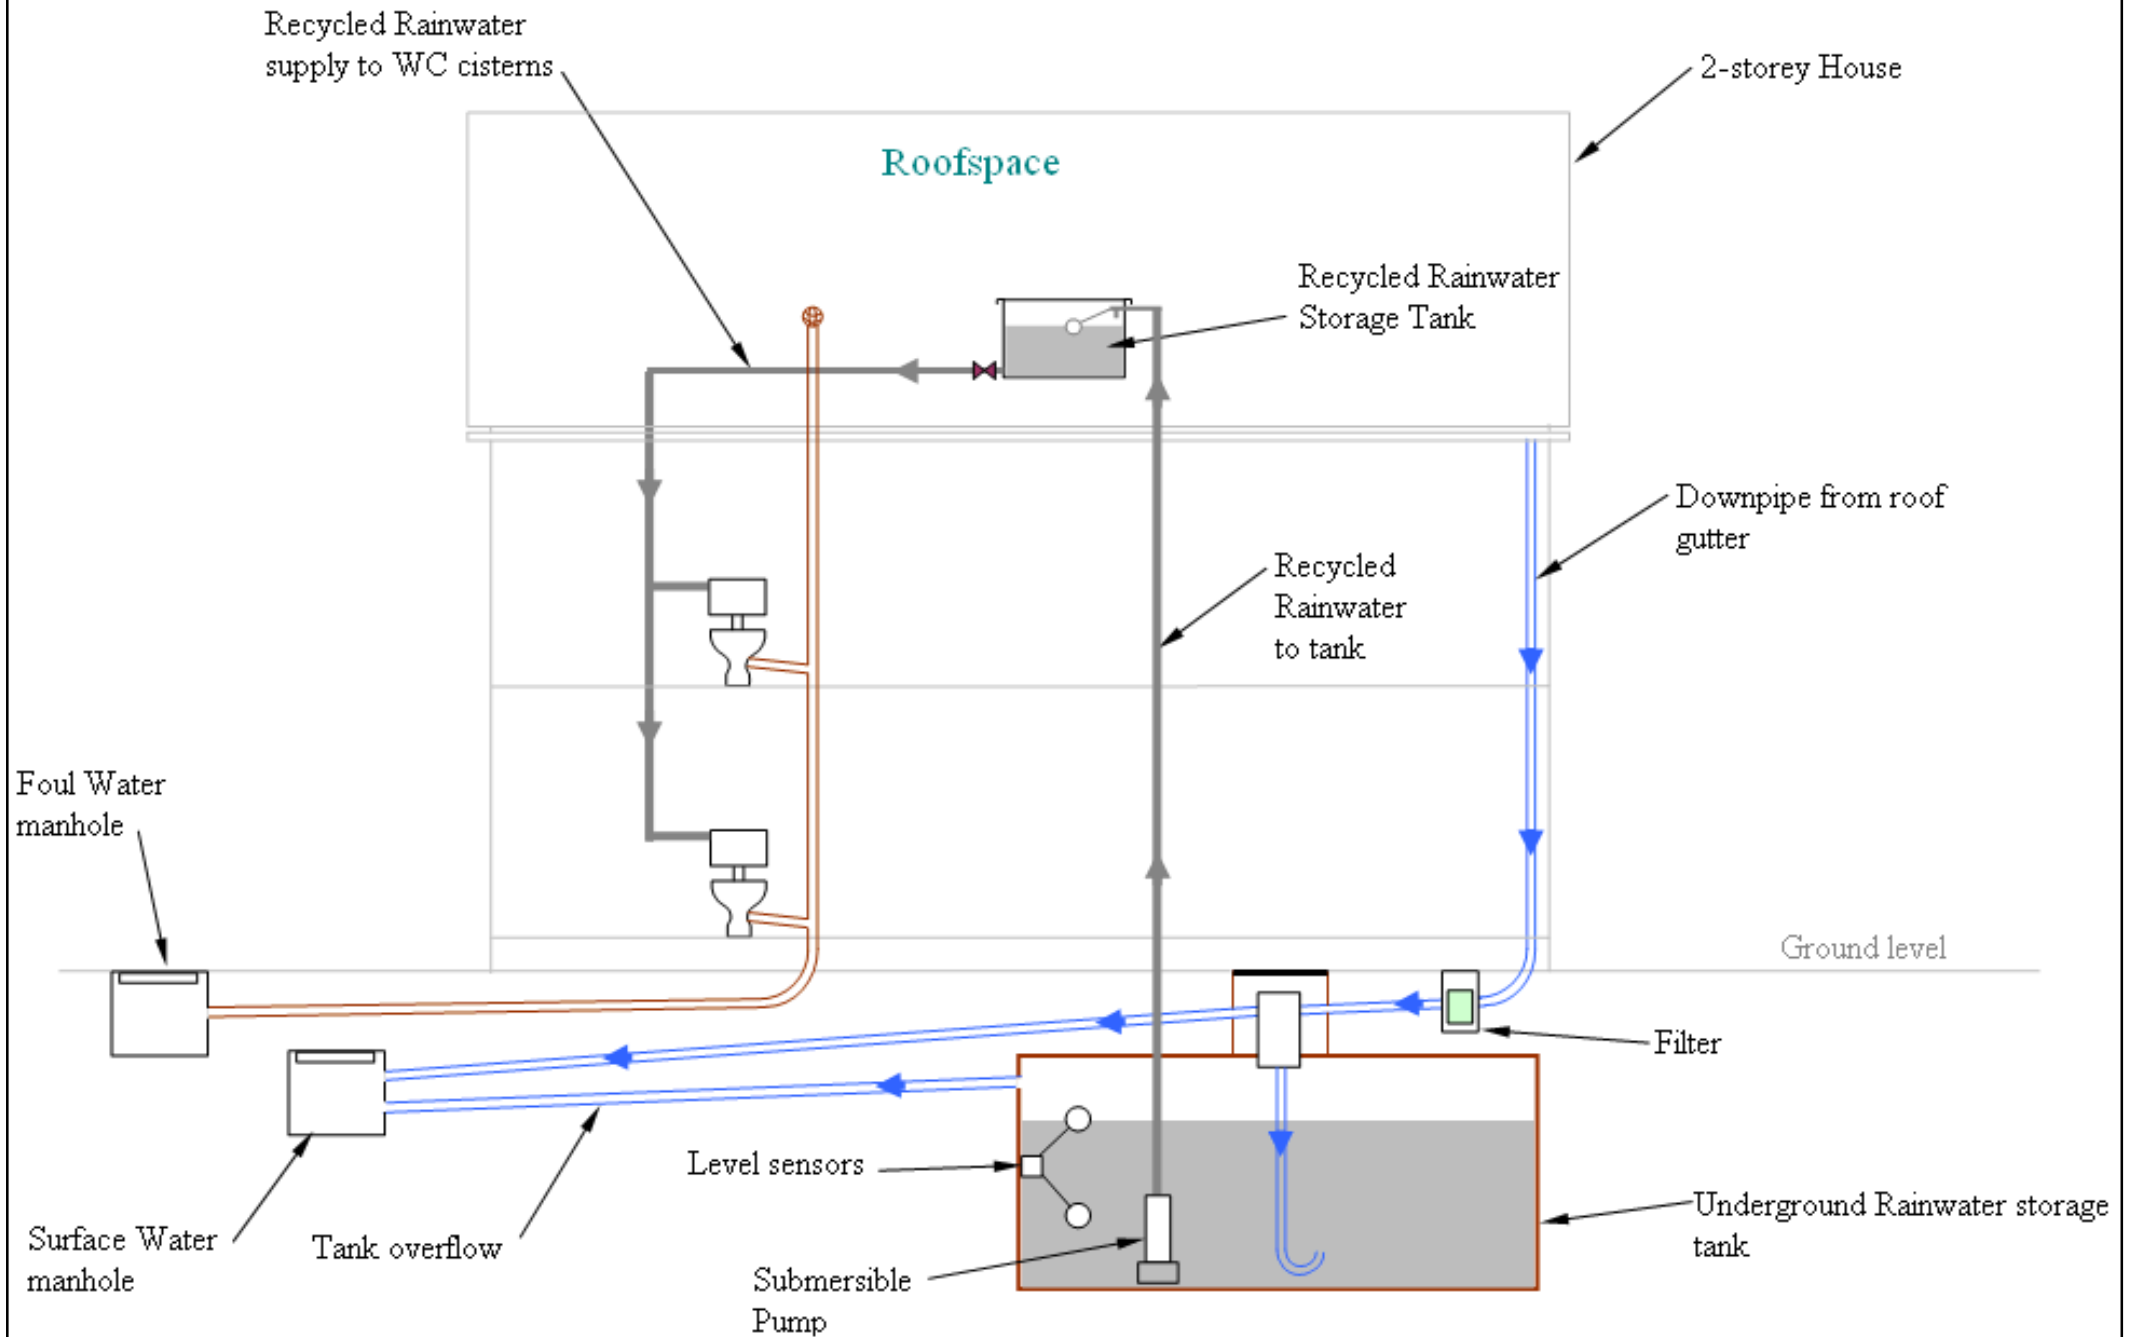 Recycled Rainwater
supply to WC cisterns
2-storey House
Roofspace
Recycled Rainwater
Storage Tank
Downpipe from roof
gutter
Recycled
Rainwater
to tank
Foul Water
manhole
Ground level
Filter
Level sensors
Underground Rainwater storage
tank
Surface Water
manhole
Tank overflow
Submersible
Pump